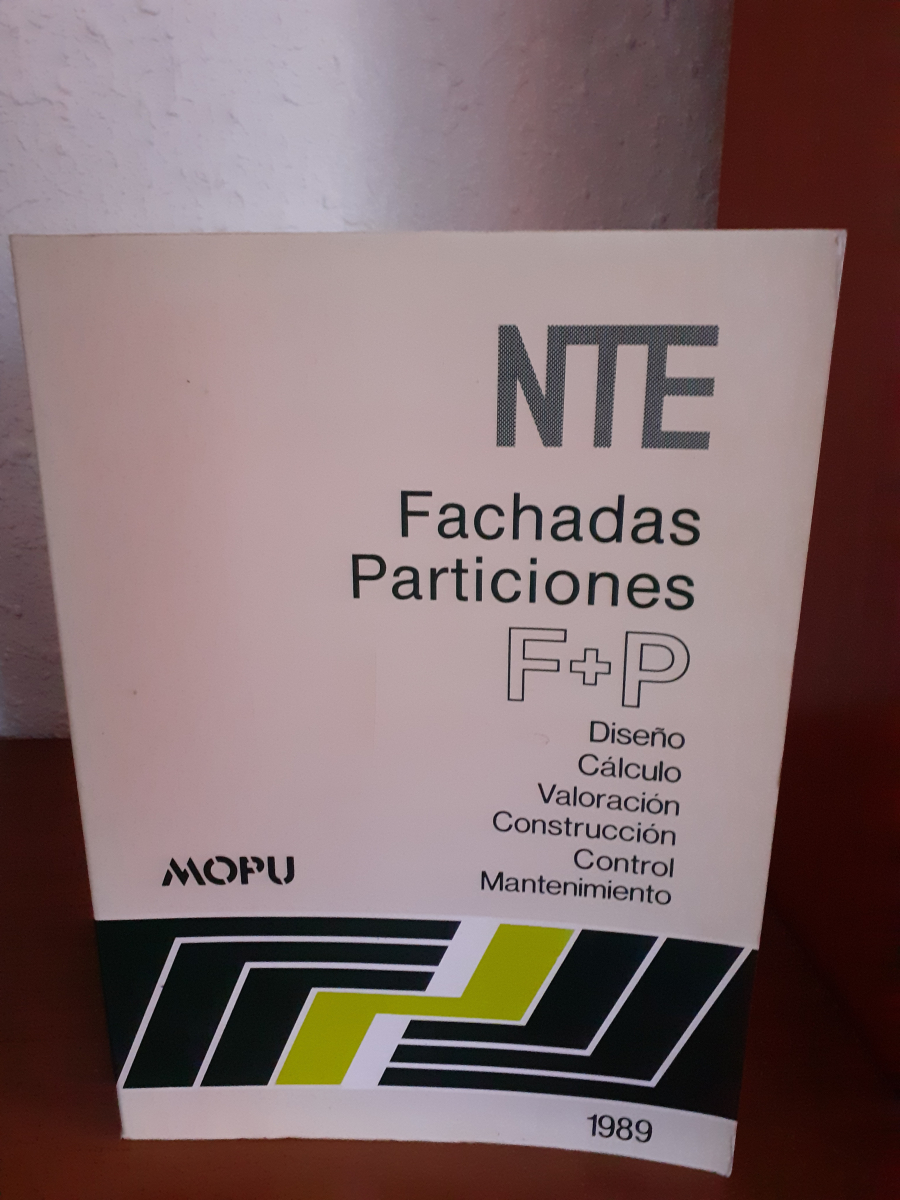 NTE
Fachadas
Particiones
F+P
Diseño
Cálculo
Valoración
Construcción
Control
Mantenimiento
MOPU
1989